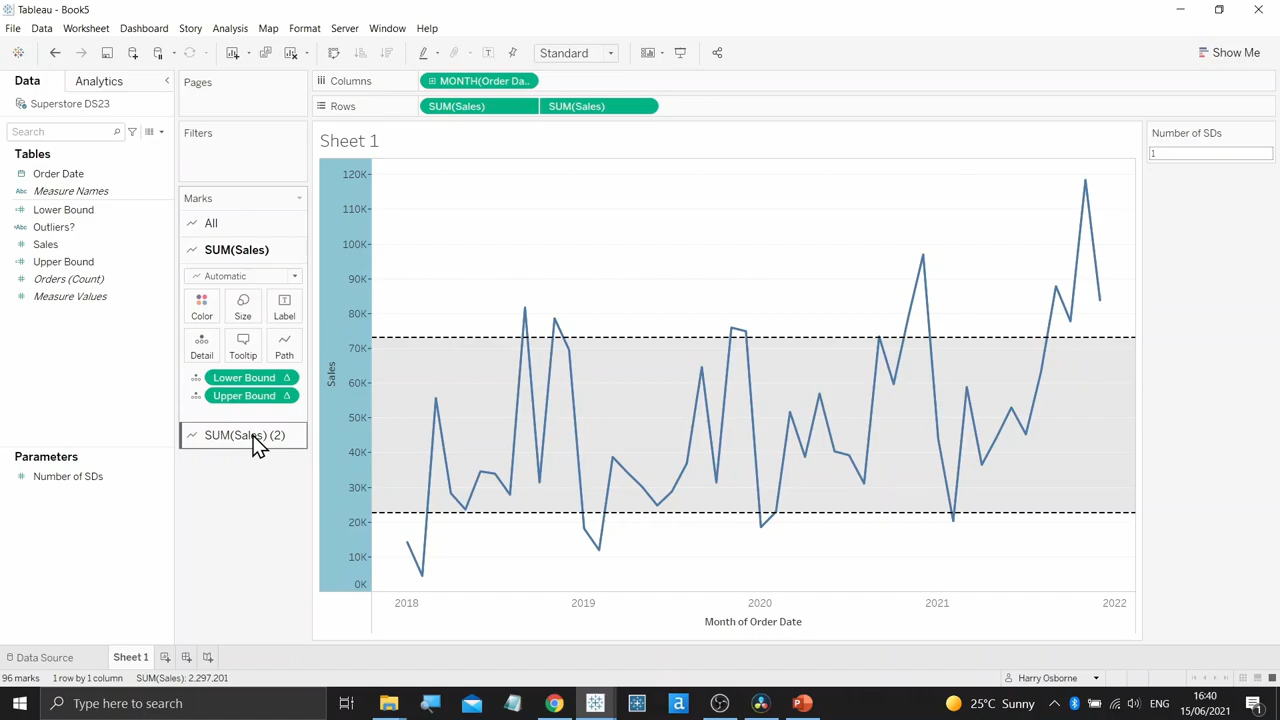 Tableau - Book5
File Data Worksheet Dashboard Story Analysis Map Format Server Window Help
Standard
Show Me
Data Analytics
Pages
Columns
MONTH(Order Da..
Superstore DS23
Rows
SUM(Sales) SUM(Sales)
Search
Filters
Sheet 1
Number of SDs
1
Tables
Order Date
Abc Measure Names
Lower Bound
Abc Outliers?
Sales
Upper Bound
Orders (Count)
Measure Values
Parameters
Number of SDs
Marks
All
SUM(Sales)
Automatic
Color Size Label
Detail Tooltip Path
Lower Bound
Upper Bound
SUM(Sales) (2)
120K
110K
100K
90K
80K
70K
60K
50K
40K
30K
20K
10K
0K
Sales
2018 2019 2020 2021 2022
Month of Order Date
Data Source Sheet 1
96 marks 1 row by 1 column SUM(Sales): 2.297.201
Harry Osborne
Type here to search
a
25°C Sunny
ENG
16:40
15/06/2021
1